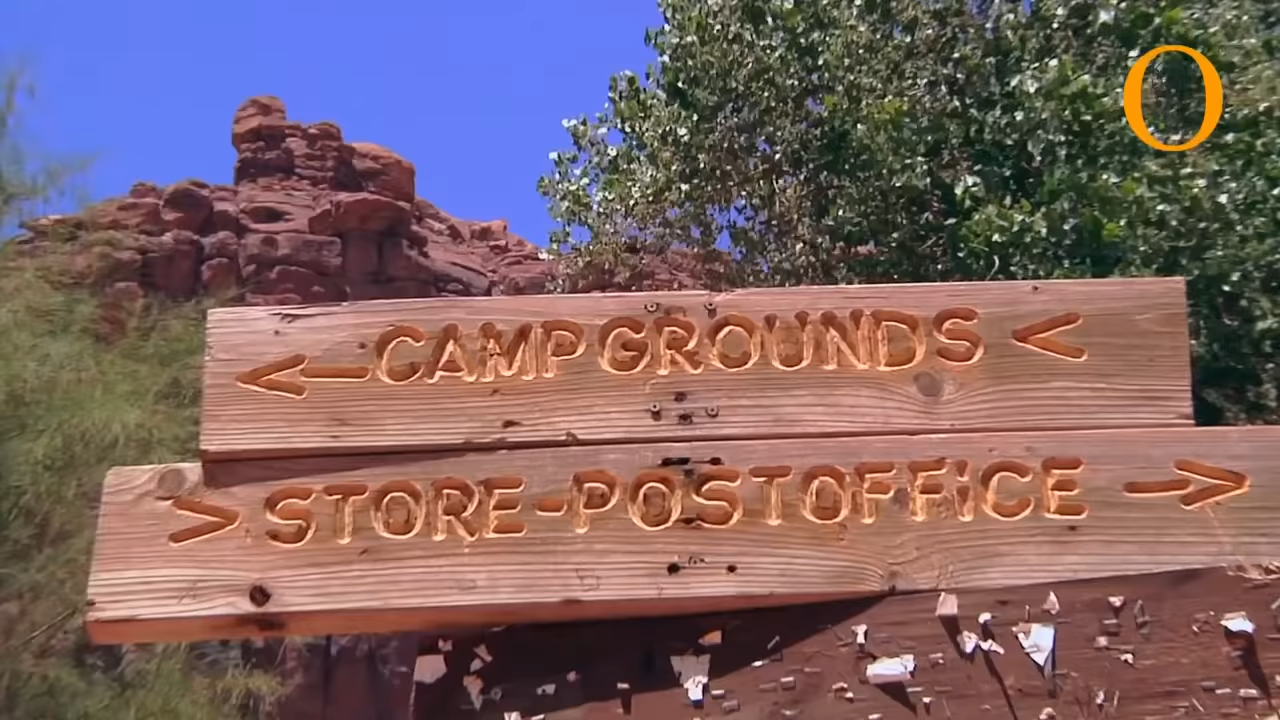 O
← CAMPGROUNDS <
> STORE-POSTOFFiCE →